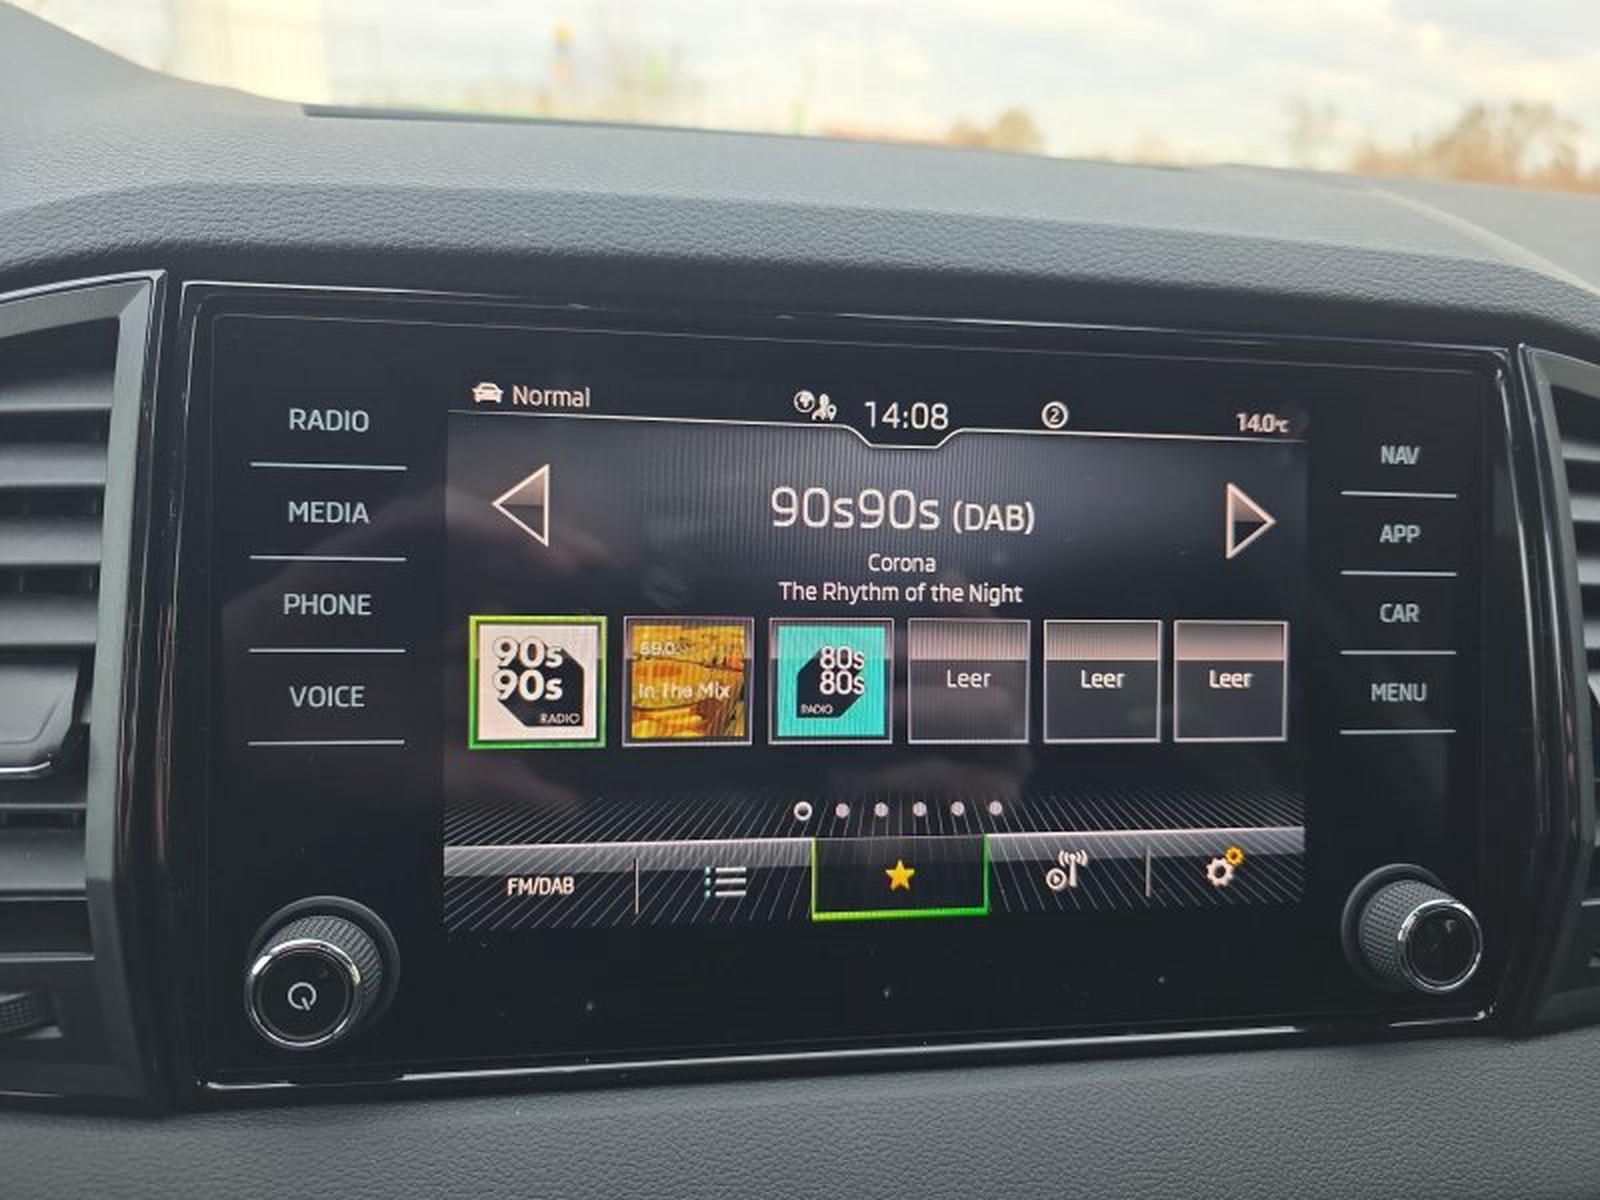 RADIO
MEDIA
PHONE
VOICE
Normal
14:08
2
14.0°C
90s90s (DAB)
Corona
The Rhythm of the Night
90s
90s
RADIO
In The Mix
80s
80s
RADIO
Leer
Leer
Leer
FM/DAB
NAV
APP
CAR
MENU